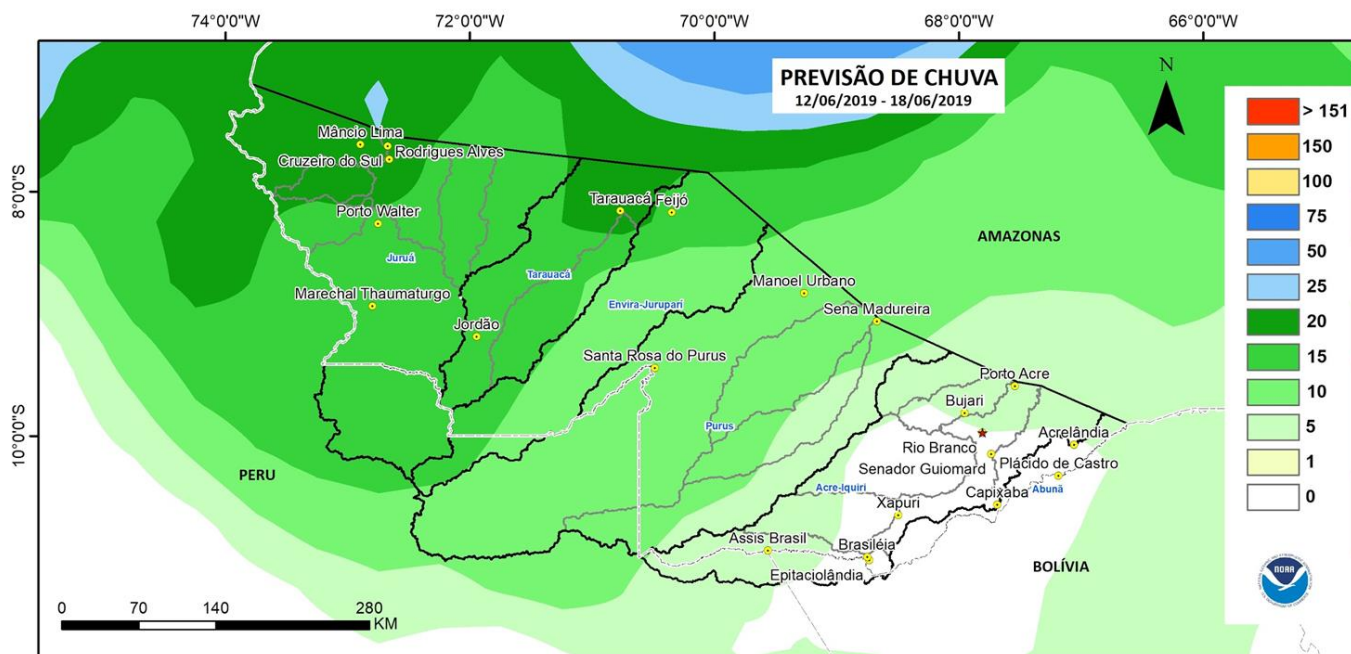 74°0'0"W 72°0'0"W 70°0'0"W 68°0'0"W 66°0'0"W
PREVISÃO DE CHUVA
12/06/2019 - 18/06/2019
N
> 151
150
100
75
50
25
20
15
10
5
1
0
8°0'0"S
10°0'0"S
Mâncio Lima
Cruzeiro do Sul
Rodrigues Alves
Tarauacá
Feijó
Porto Walter
AMAZONAS
Juruá
Tarauacá
Manoel Urbano
Marechal Thaumaturgo
Envira-Jurupari
Sena Madureira
Jordão
Santa Rosa do Purus
Porto Acre
Bujari
Purus
Acrelândia
Rio Branco
Plácido de Castro
Senador Guiomard
PERU
Acre-Iquiri
Capixaba
Abunã
Xapuri
Assis Brasil
Brasiléia
Epitaciolândia
BOLÍVIA
NOAA
0 70 140 280
KM